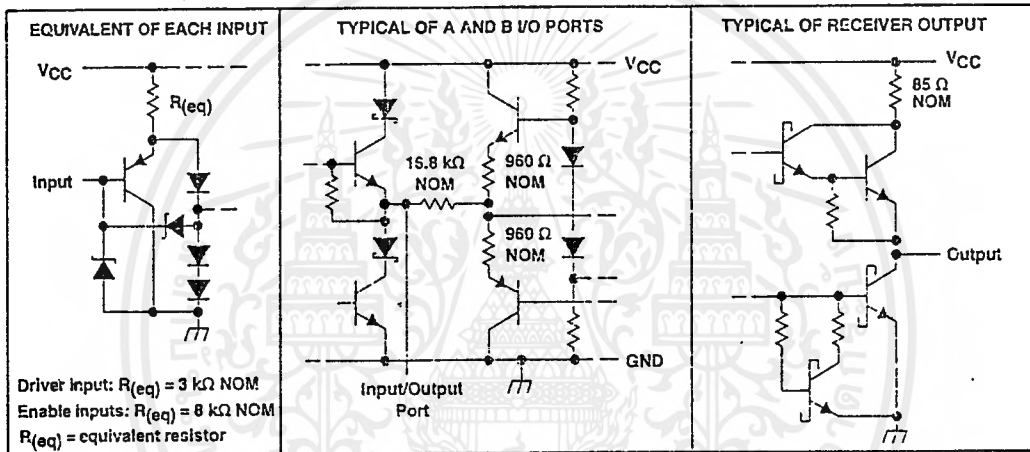 EQUIVALENT OF EACH INPUT
VCC
R(eq)
Input
Driver Input: R(eq) = 3 kΩ NOM
Enable inputs: R(eq) = 8 kΩ NOM
R(eq) = equivalent resistor
TYPICAL OF A AND B I/O PORTS
VCC
15.8 kΩ
NOM
960 Ω
NOM
960 Ω
NOM
GND
Input/Output
Port
TYPICAL OF RECEIVER OUTPUT
VCC
85 Ω
NOM
Output